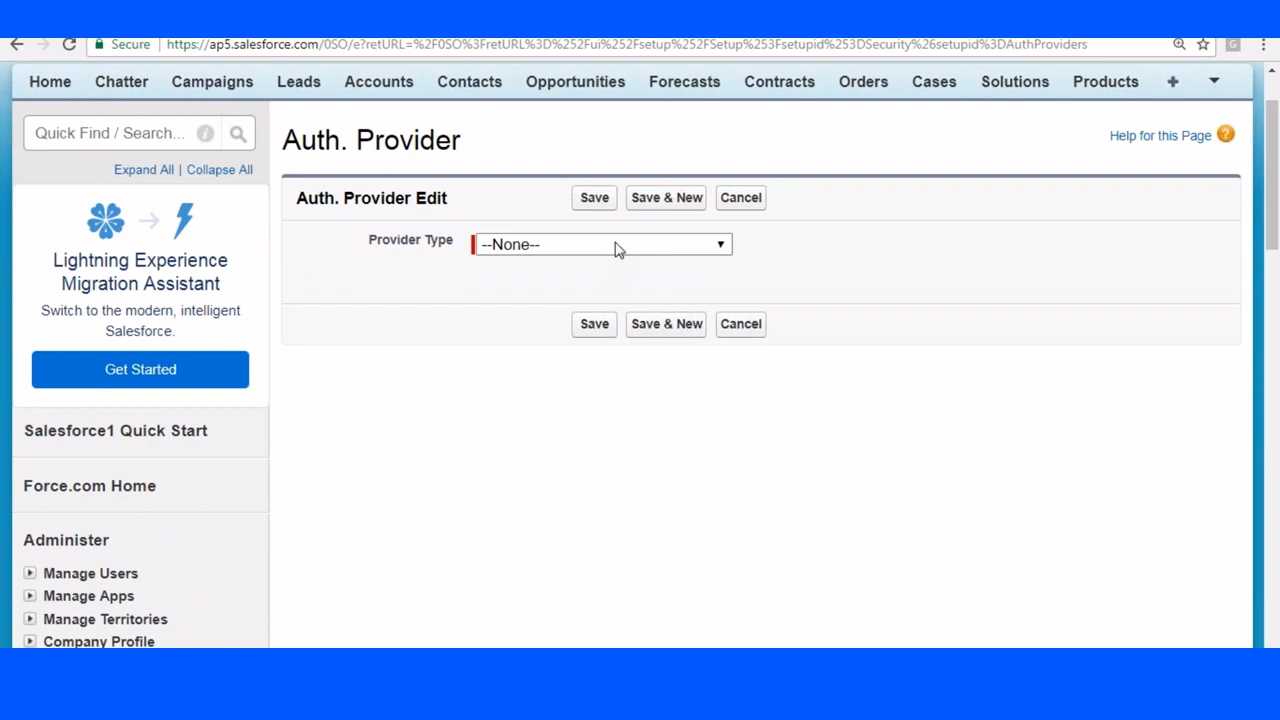 Secure https://ap5.salesforce.com/0SO/e?retURL=%2F0SO%3FretURL%3D%252Fui%252Fsetup%252FSetup%253Fsetupid%253DSecurity%26setupid%3DAuthProviders
Home Chatter Campaigns Leads Accounts Contacts Opportunities Forecasts Contracts Orders Cases Solutions Products
Quick Find / Search...
Expand All | Collapse All
Lightning Experience
Migration Assistant
Switch to the modern, intelligent
Salesforce.
Get Started
Salesforce1 Quick Start
Force.com Home
Administer
Manage Users
Manage Apps
Manage Territories
Company Profile
Auth. Provider
Help for this Page ?
Auth. Provider Edit Save Save & New Cancel
Provider Type --None--
Save Save & New Cancel